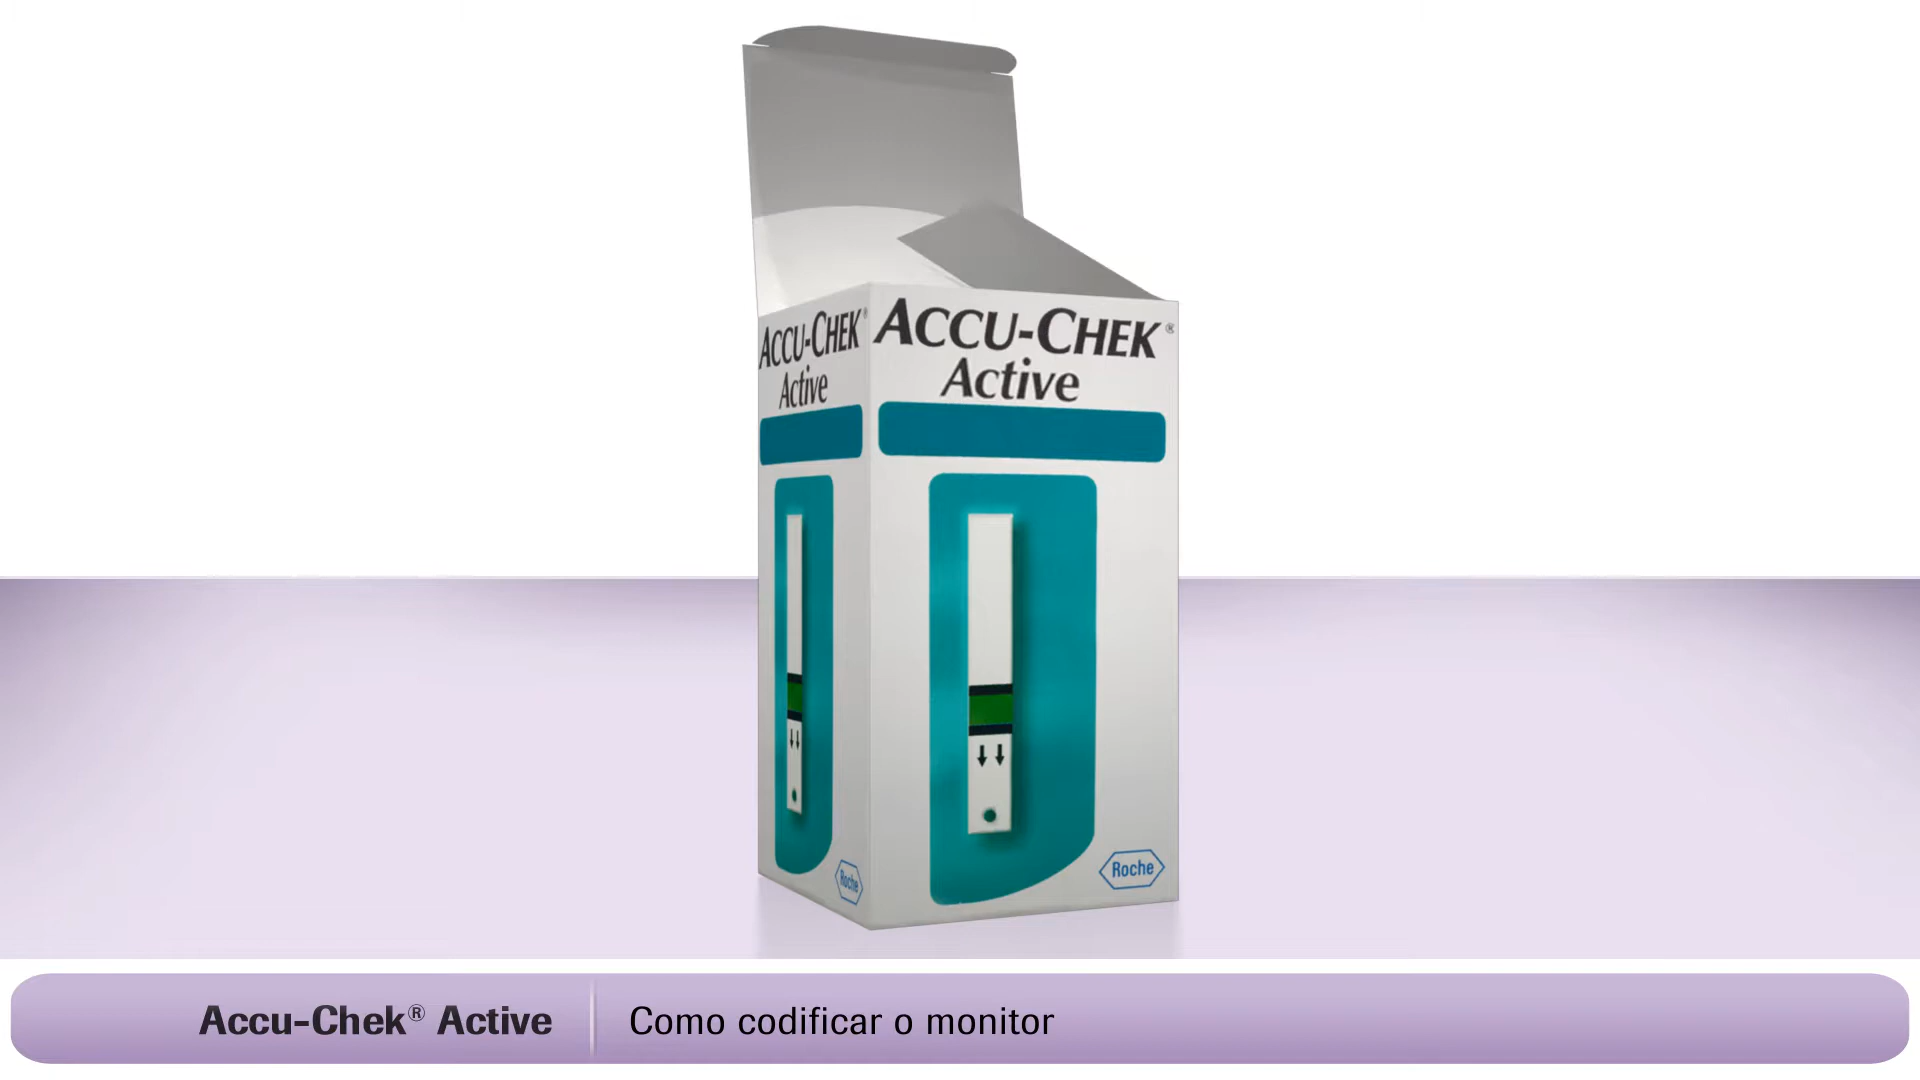 ACCU-CHEK®
Active
Roche
ACCU-CHEK®
Active
Roche
Accu-Chek® Active
Como codificar o monitor